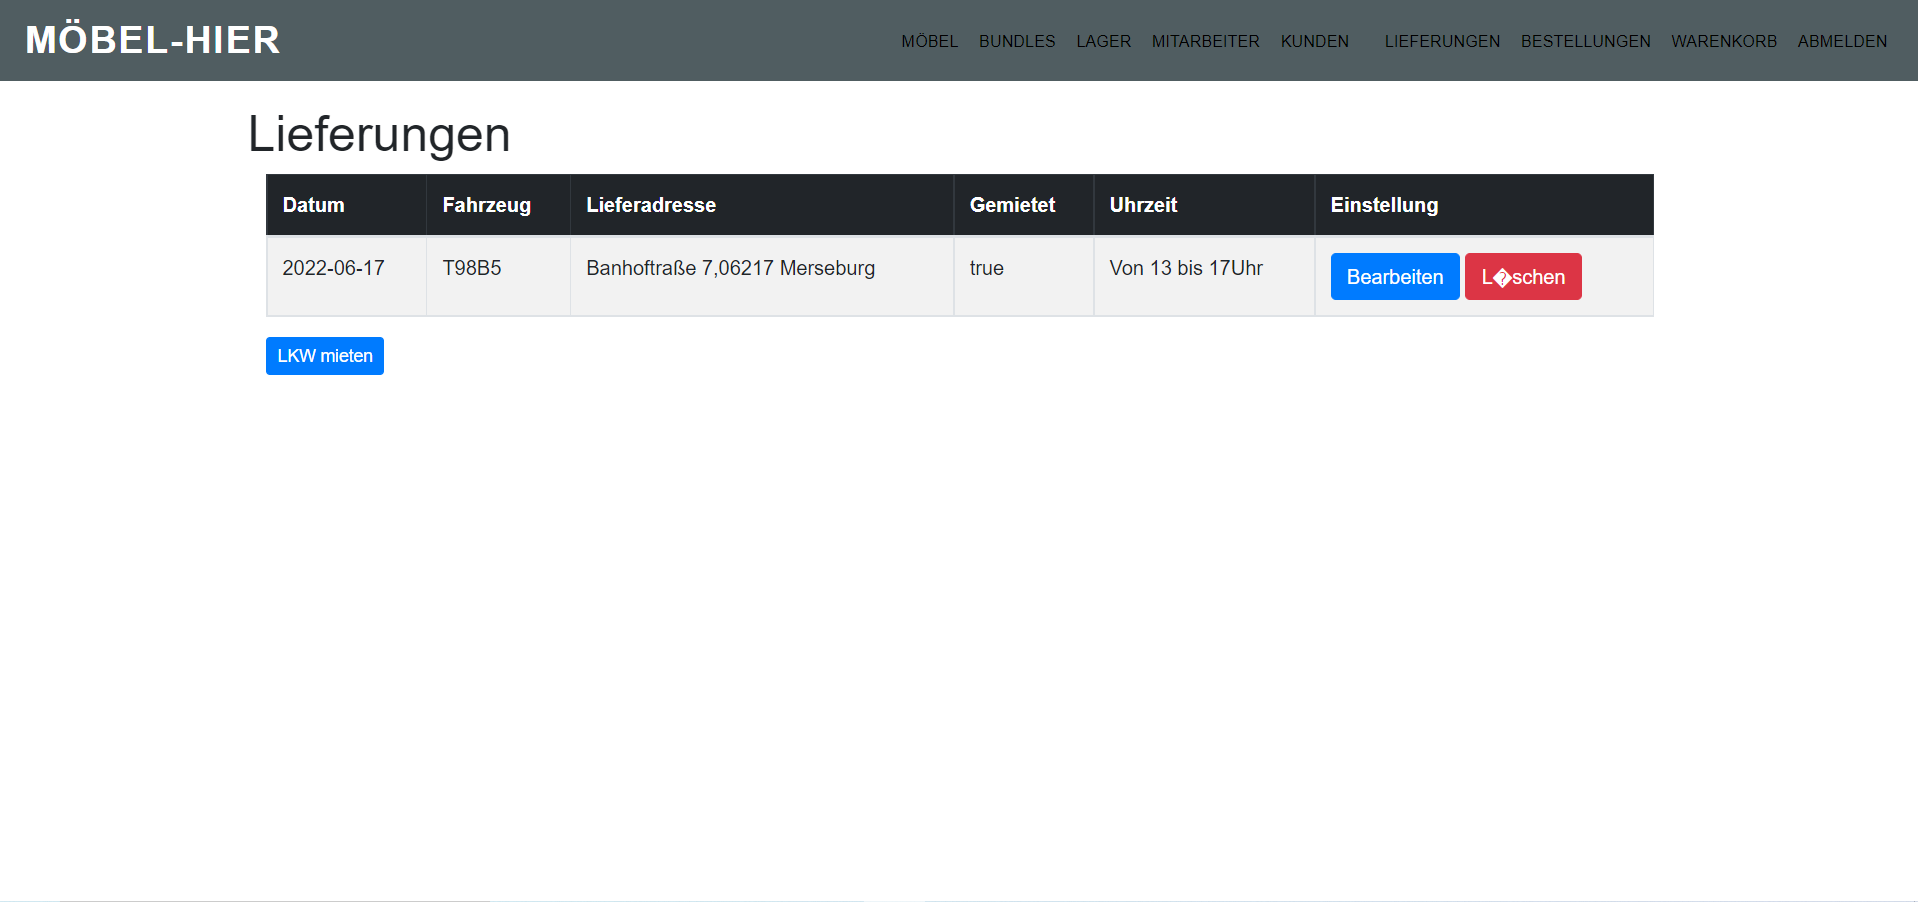 MÖBEL-HIER MÖBEL BUNDLES LAGER MITARBEITER KUNDEN LIEFERUNGEN BESTELLUNGEN WARENKORB ABMELDEN
Lieferungen
Datum Fahrzeug Lieferadresse Gemietet Uhrzeit Einstellung
2022-06-17 T98B5 Banhoftraße 7,06217 Merseburg true Von 13 bis 17Uhr Bearbeiten L�schen
LKW mieten